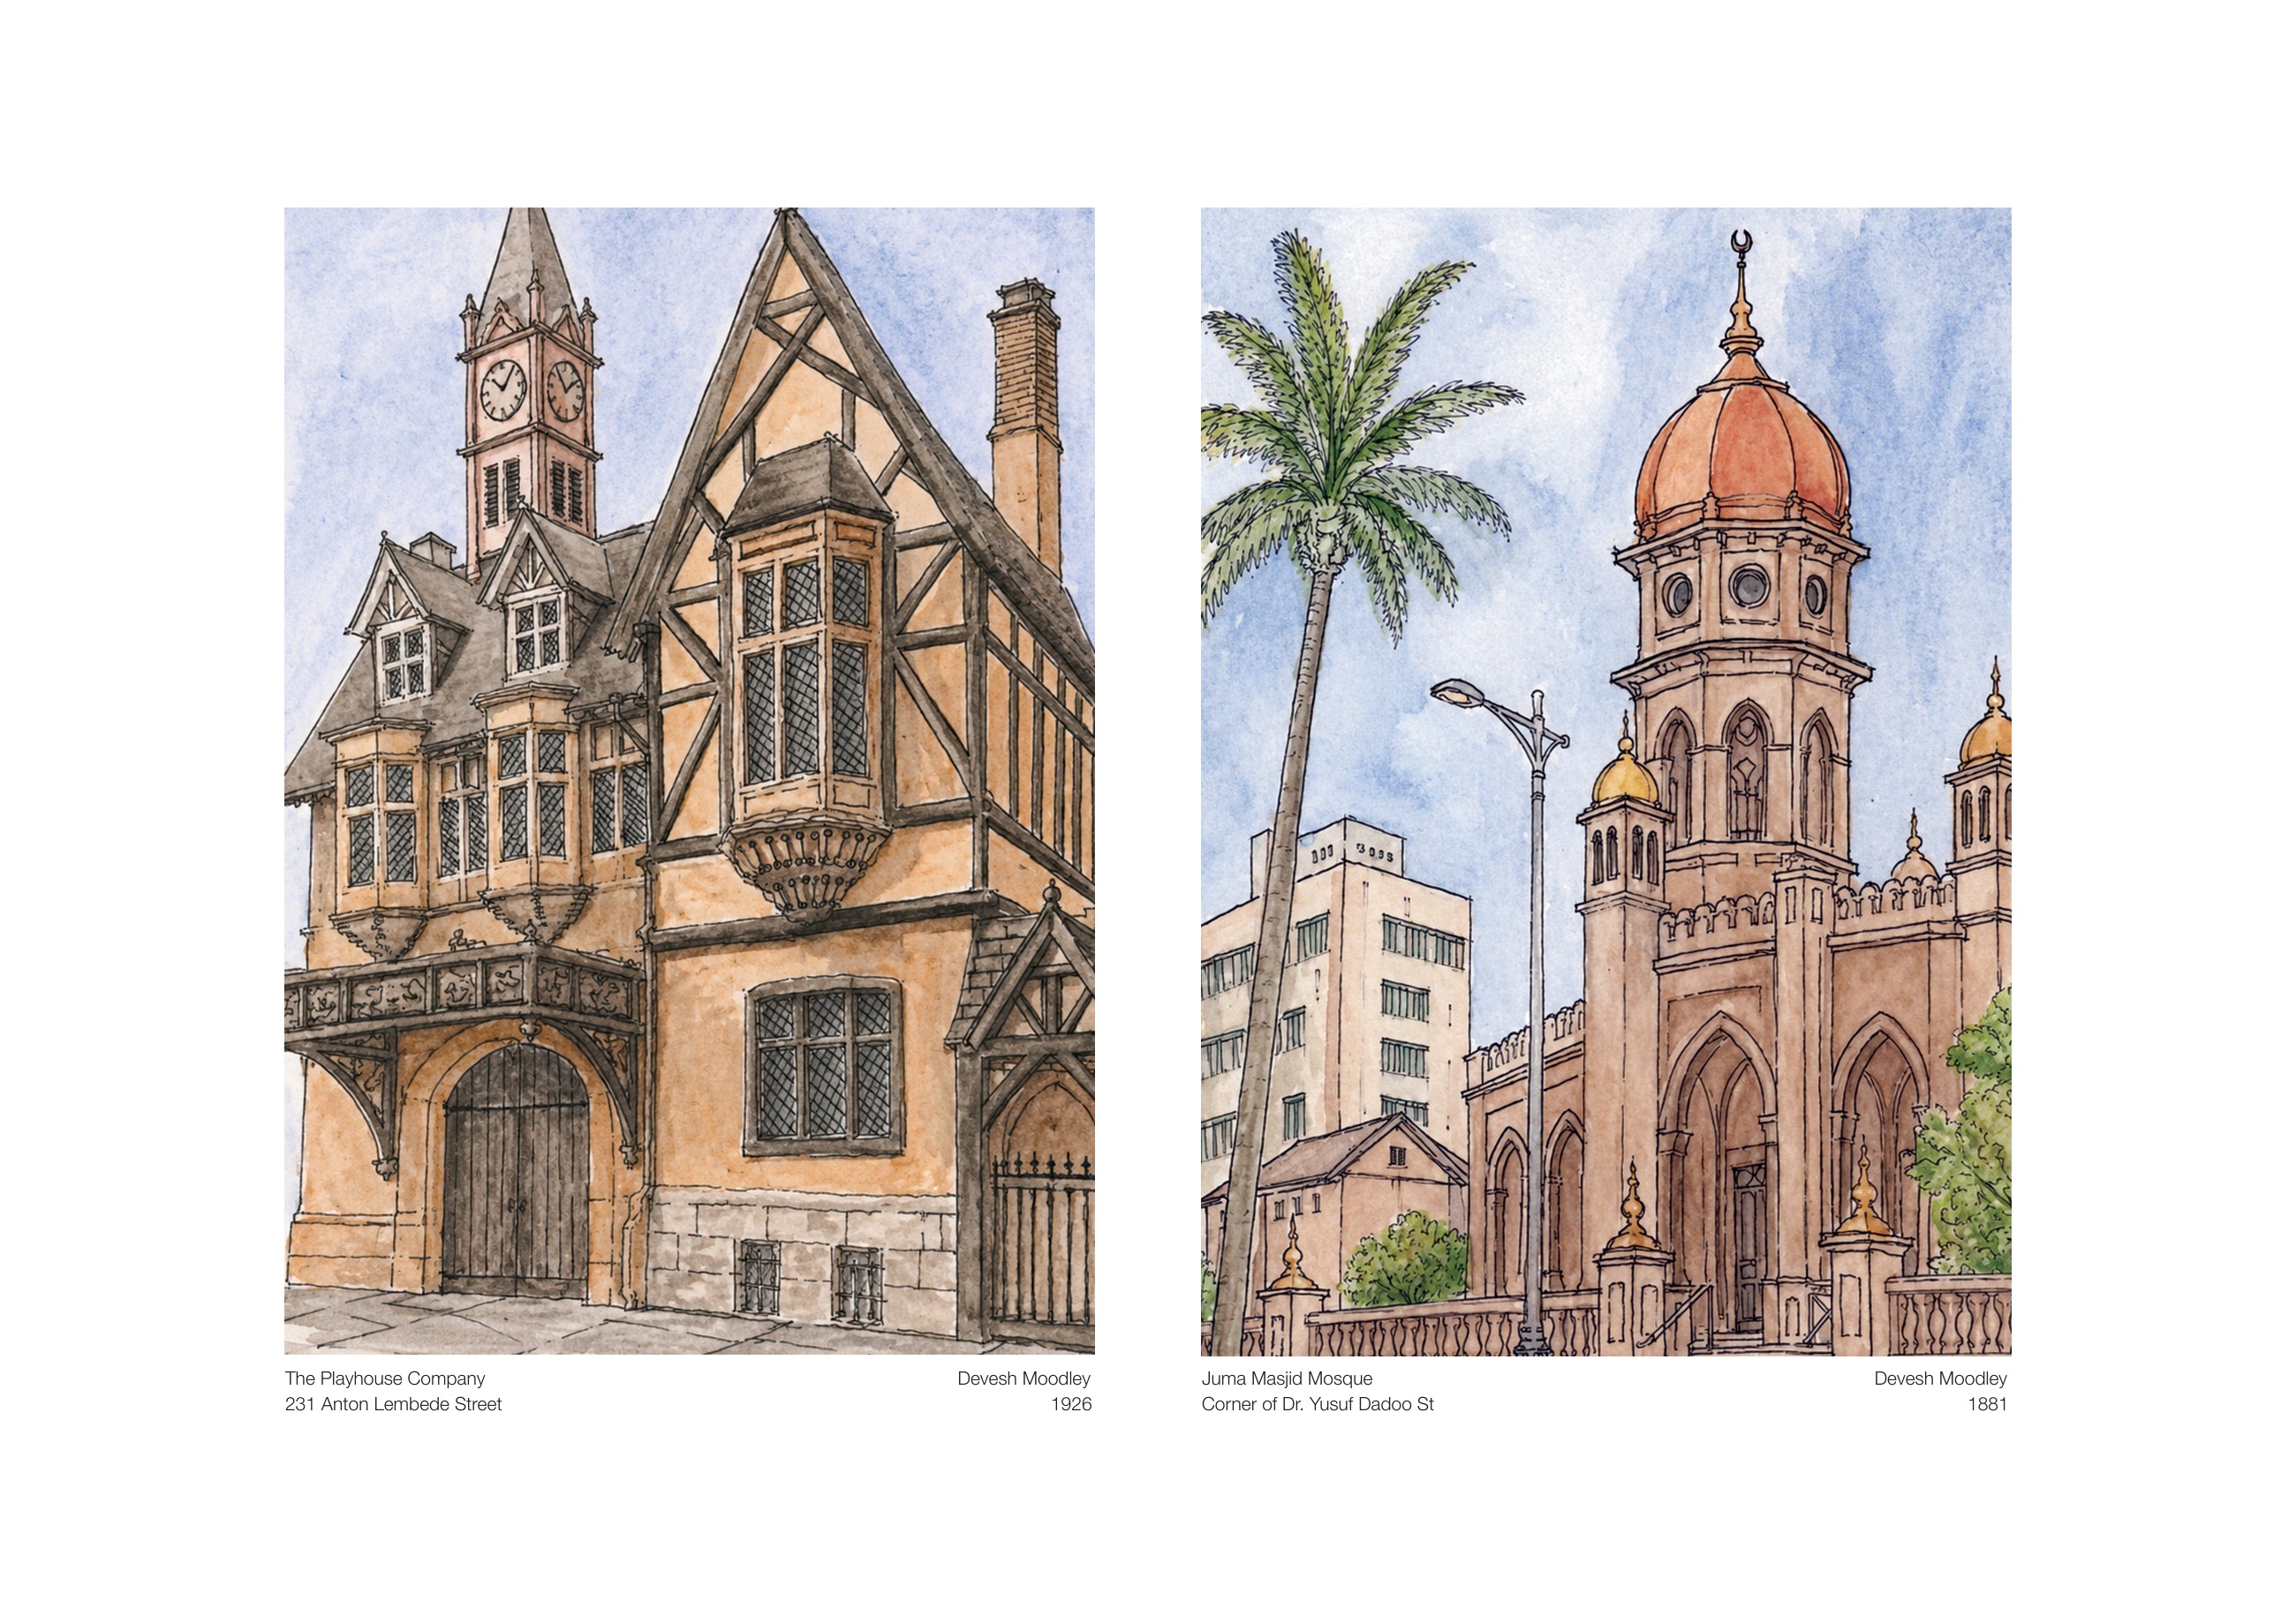 The Playhouse Company
231 Anton Lembede Street
Devesh Moodley
1926
Juma Masjid Mosque
Corner of Dr. Yusuf Dadoo St
Devesh Moodley
1881